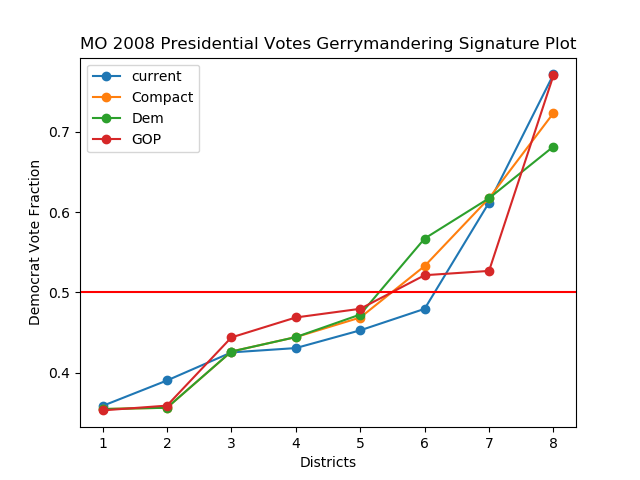 MO 2008 Presidential Votes Gerrymandering Signature Plot
current
Compact
Dem
GOP
Democrat Vote Fraction
0.7
0.6
0.5
0.4
1 2 3 4 5 6 7 8
Districts